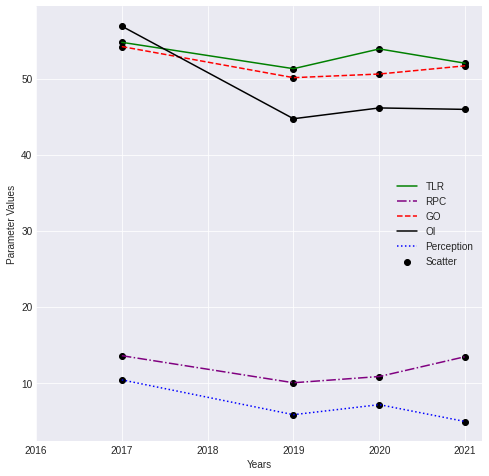 50
40
30
20
10
Parameter Values
TLR
RPC
GO
OI
Perception
Scatter
2016 2017 2018 2019 2020 2021
Years